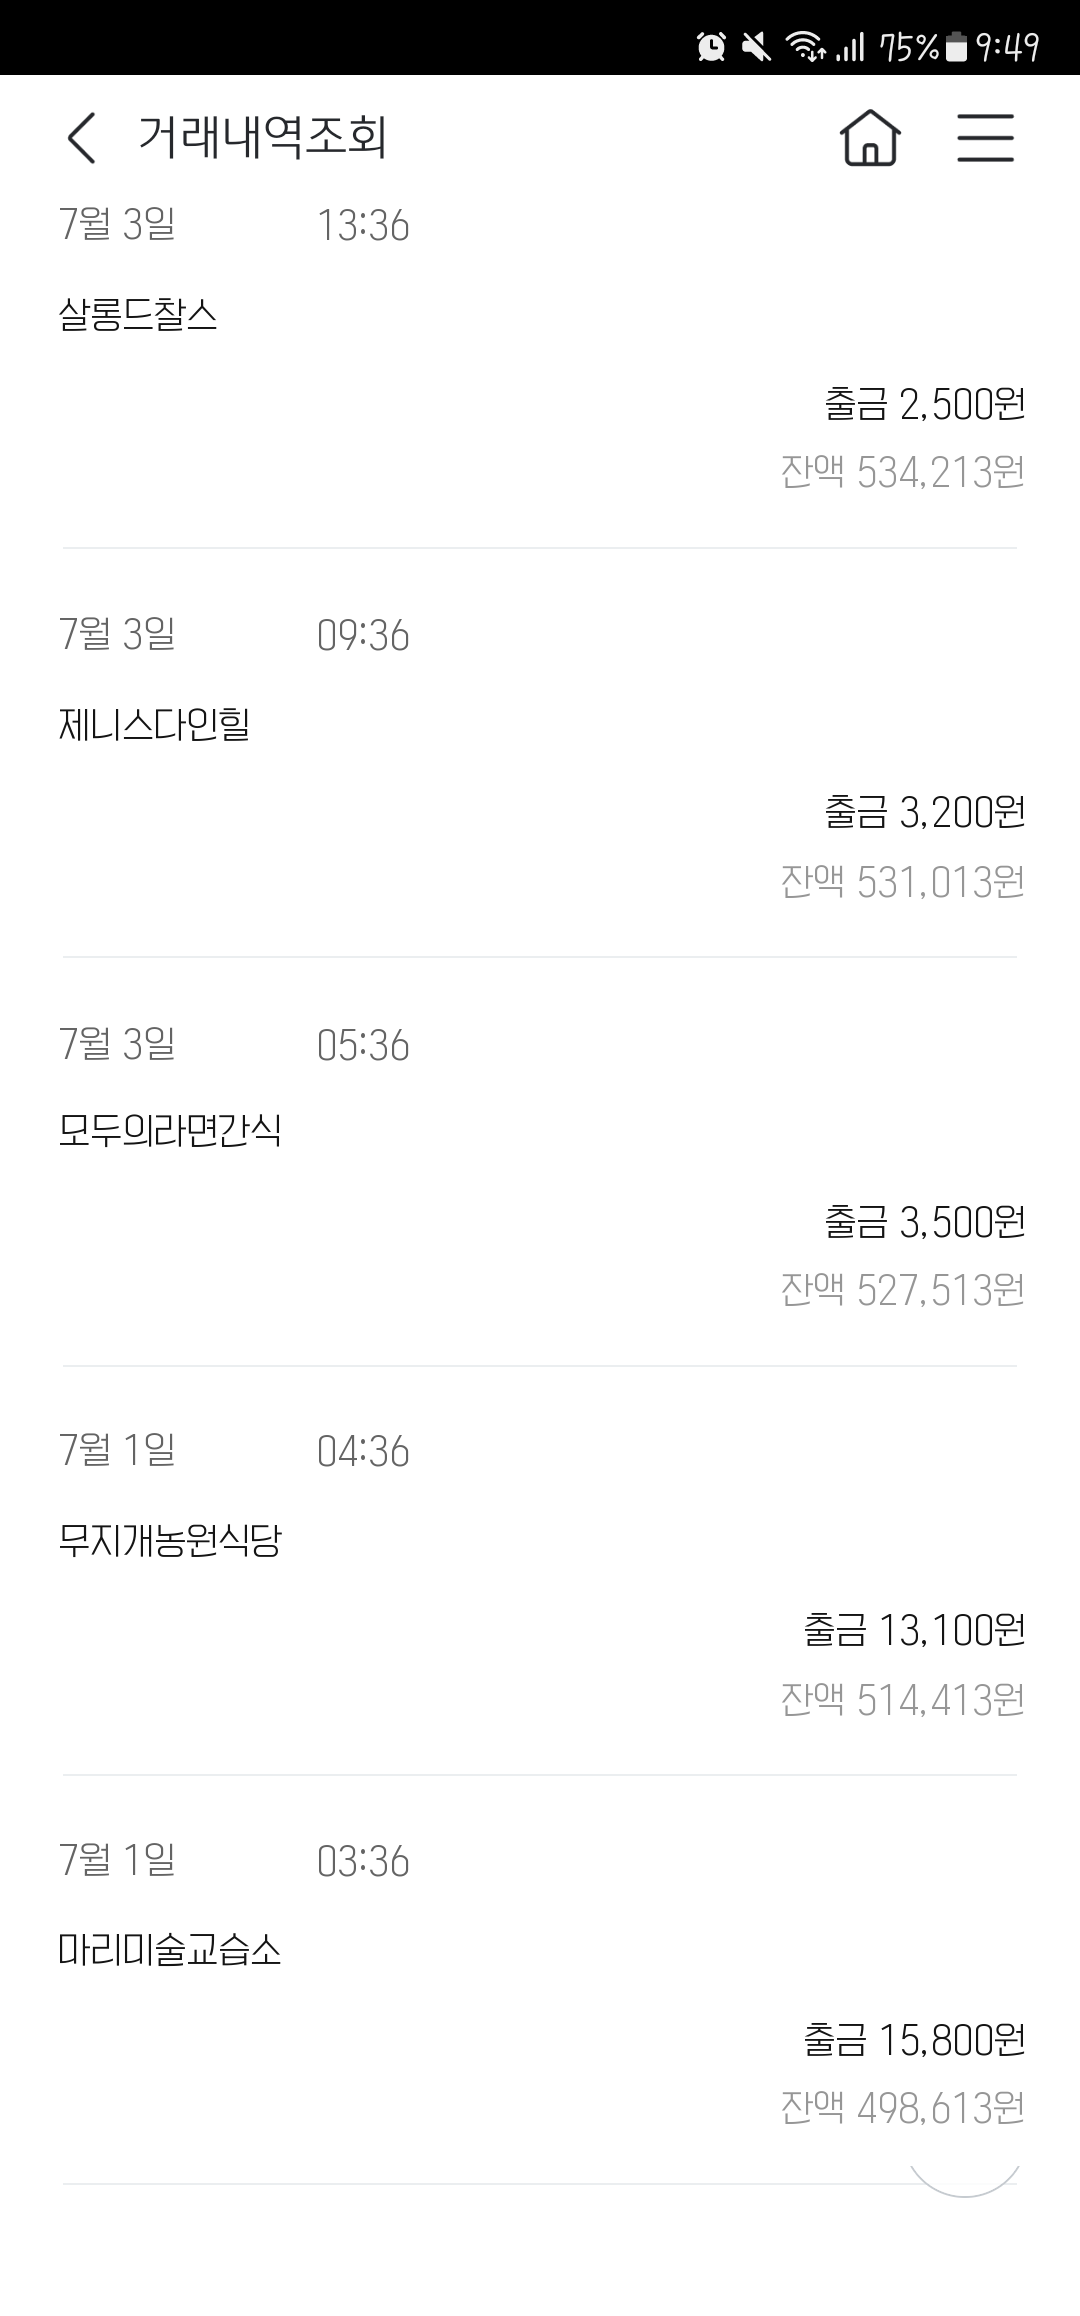 75% 9:49
거래내역조회
7월 3일 13:36
살롱드찰스
출금 2,500원
잔액 534,213원
7월 3일 09:36
제니스다인힐
출금 3,200원
잔액 531,013원
7월 3일 05:36
모두의라면간식
출금 3,500원
잔액 527,513원
7월 1일 04:36
무지개농원식당
출금 13,100원
잔액 514,413원
7월 1일 03:36
마리미술교습소
출금 15,800원
잔액 498,613원